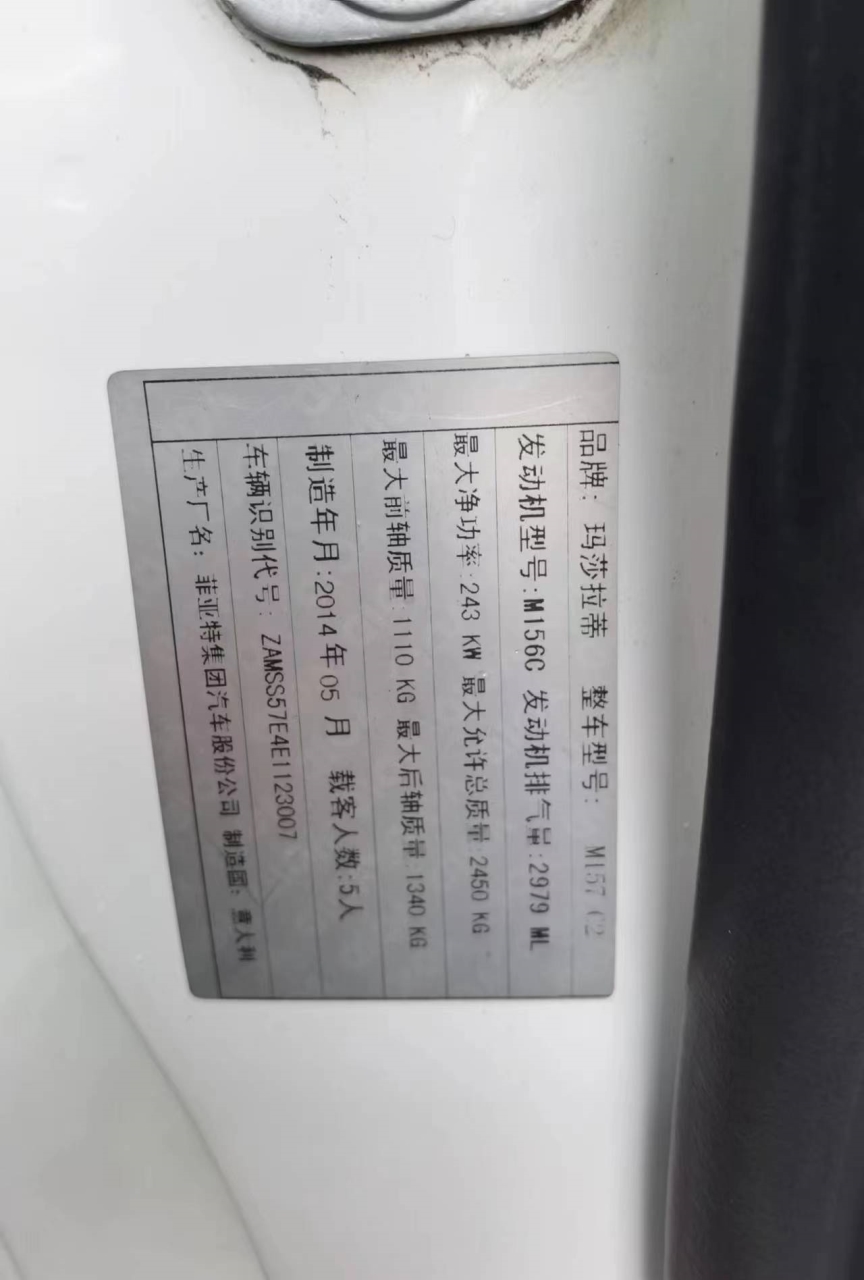 品牌: 玛莎拉蒂 整车型号: M157 C2
发动机型号:M156C 发动机排气量:2979 ML
最大净功率:243 KW 最大允许总质量:2450 KG
最大前轴质量:1110 KG 最大后轴质量:1340 KG
制造年月:2014年05月 载客人数:5人
车辆识别代号: ZAMSS57E4E1123007
生产厂名: 菲亚特集团汽车股份公司 制造国: 意大利